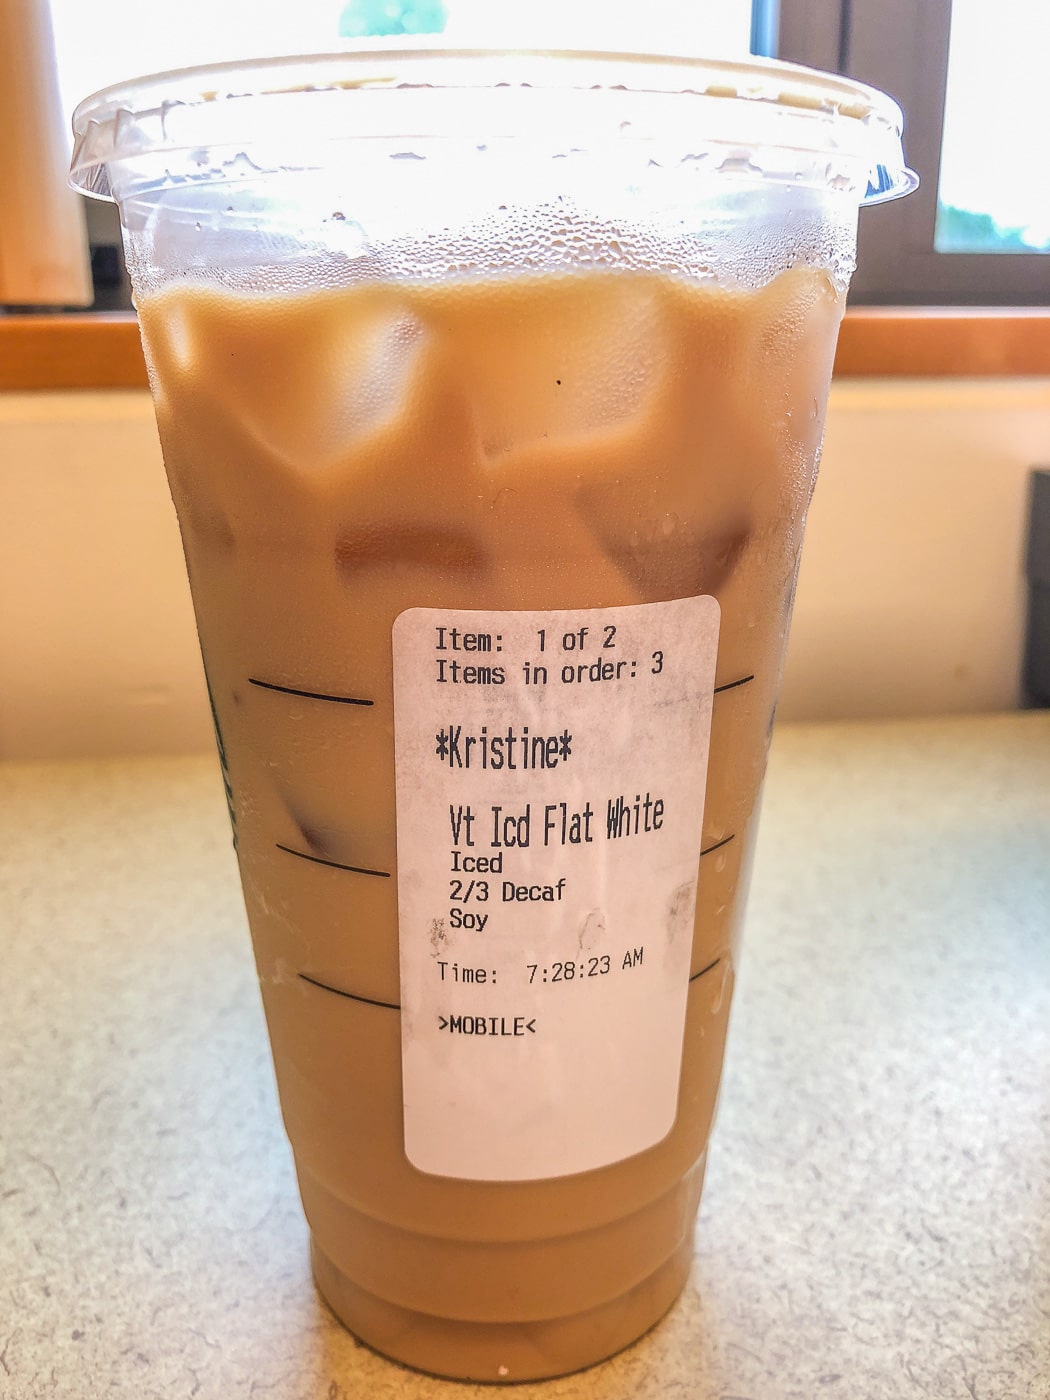 Item: 1 of 2
Items in order: 3
*Kristine*
Vt Icd Flat White
Iced
2/3 Decaf
Soy
Time: 7:28:23 AM
>MOBILE<